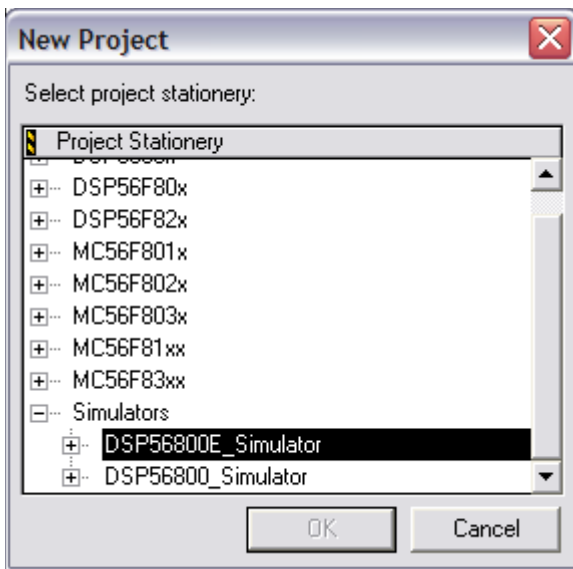 New Project
Select project stationery:
Project Stationery
DSP56F80x
DSP56F82x
MC56F801x
MC56F802x
MC56F803x
MC56F81xx
MC56F83xx
Simulators
DSP56800E_Simulator
DSP56800_Simulator
OK
Cancel